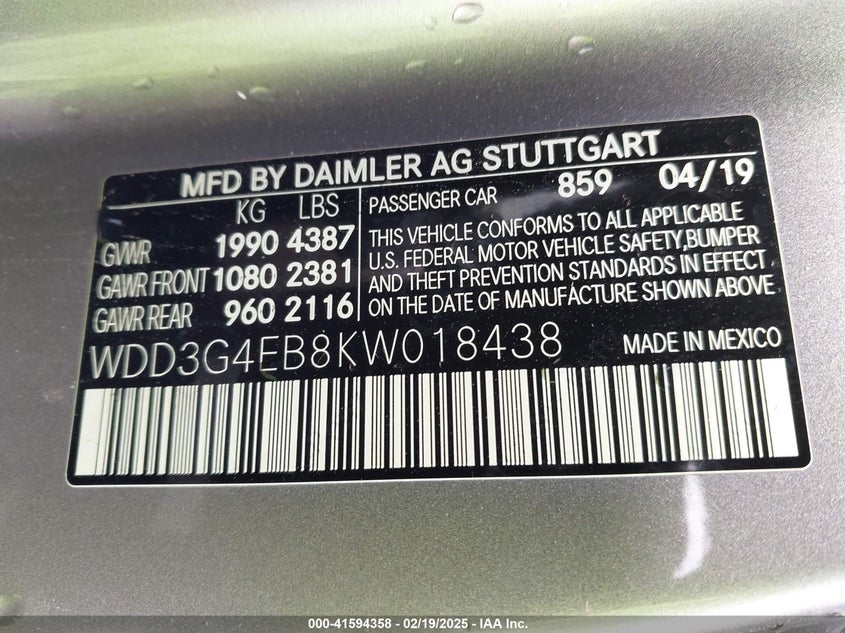 MFD BY DAIMLER AG STUTTGART
KG LBS
GVWR 1990 4387
GAWR FRONT 1080 2381
GAWR REAR 960 2116
PASSENGER CAR 859 04/19
THIS VEHICLE CONFORMS TO ALL APPLICABLE
U.S. FEDERAL MOTOR VEHICLE SAFETY,BUMPER
AND THEFT PREVENTION STANDARDS IN EFFECT
ON THE DATE OF MANUFACTURE SHOWN ABOVE
WDD3G4EB8KW018438 MADE IN MEXICO
000-41594358 - 02/19/2025 - IAA Inc.